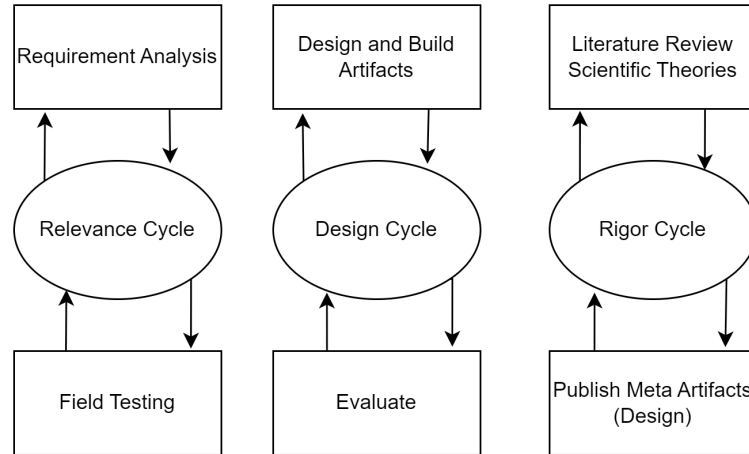 Requirement Analysis
Design and Build
Artifacts
Literature Review
Scientific Theories
Relevance Cycle
Design Cycle
Rigor Cycle
Field Testing
Evaluate
Publish Meta Artifacts
(Design)